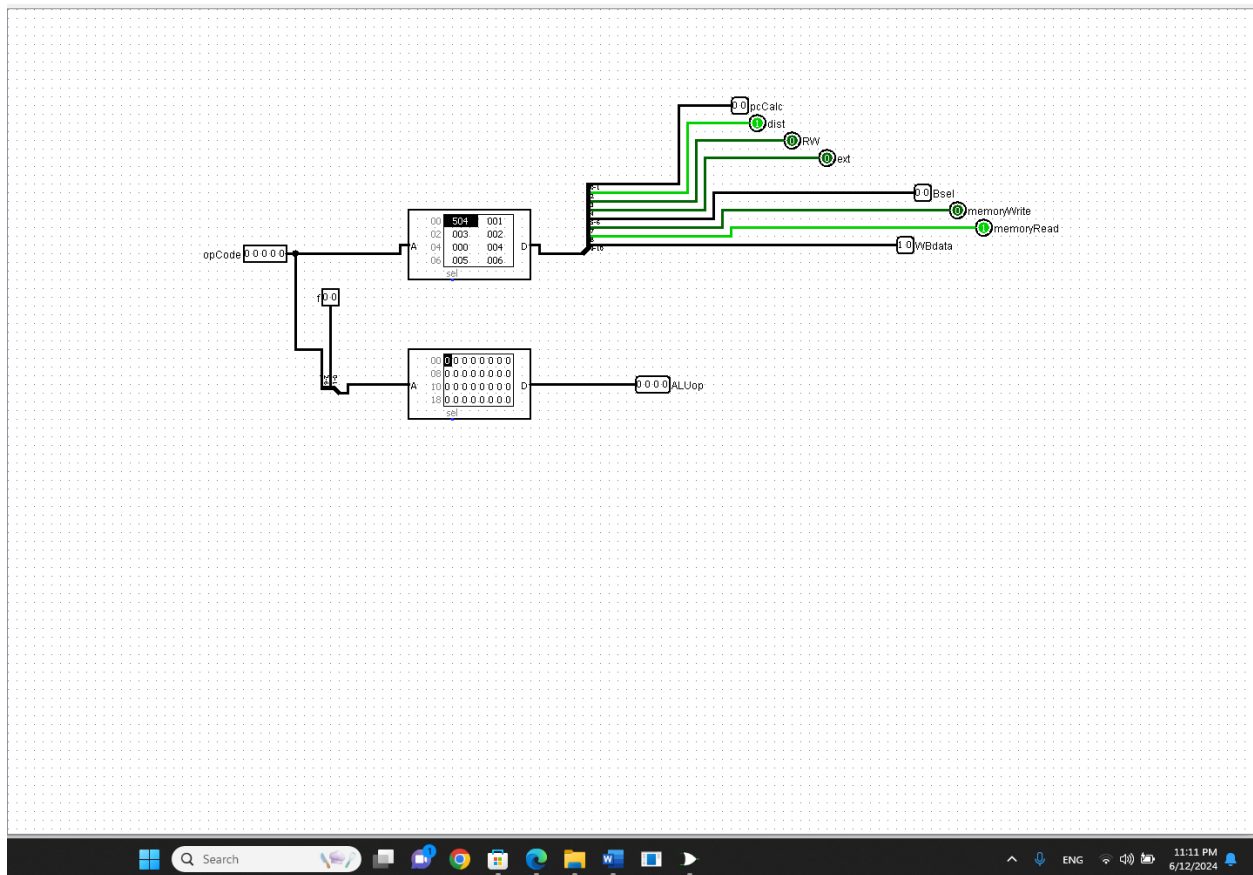 0 0 pcCalc
1 dist
0 RW
0 ext
0 0 Bsel
0 memoryWrite
1 memoryRead
1 0 WBdata
opCode 0 0 0 0 0
A
00 504 001
02 003 002
04 000 004
06 005 006
D
sel
f 0 0
A
00 0 0 0 0 0 0 0 0
08 0 0 0 0 0 0 0 0
10 0 0 0 0 0 0 0 0
18 0 0 0 0 0 0 0 0
D
sel
0 0 0 0 ALUop
Search
1
ENG
11:11 PM
6/12/2024